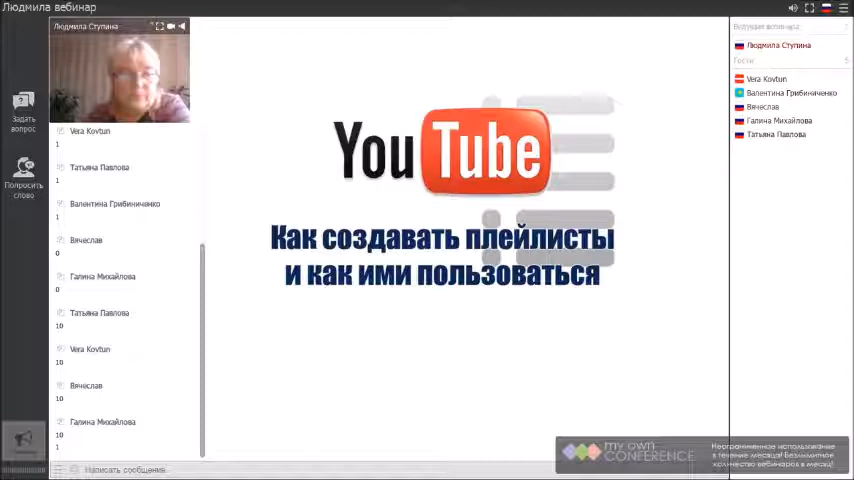 Людмила вебинар
Людмила Ступина
Задать
вопрос
Попросить
слово
Vera Kovtun
1
Татьяна Павлова
1
Валентина Грибиниченко
1
Вячеслав
0
Галина Михайлова
0
Татьяна Павлова
10
Vera Kovtun
10
Вячеслав
10
Галина Михайлова
10
1
Написать сообщение
YouTube
Как создавать плейлисты
и как ими пользоваться
Ведущие вебинара
Людмила Ступина
Гости
5
Vera Kovtun
Валентина Грибиниченко
Вячеслав
Галина Михайлова
Татьяна Павлова
my own
CONFERENCE
Неограниченное использование
в течение месяца! Безлимитное
количество вебинаров в месяц!